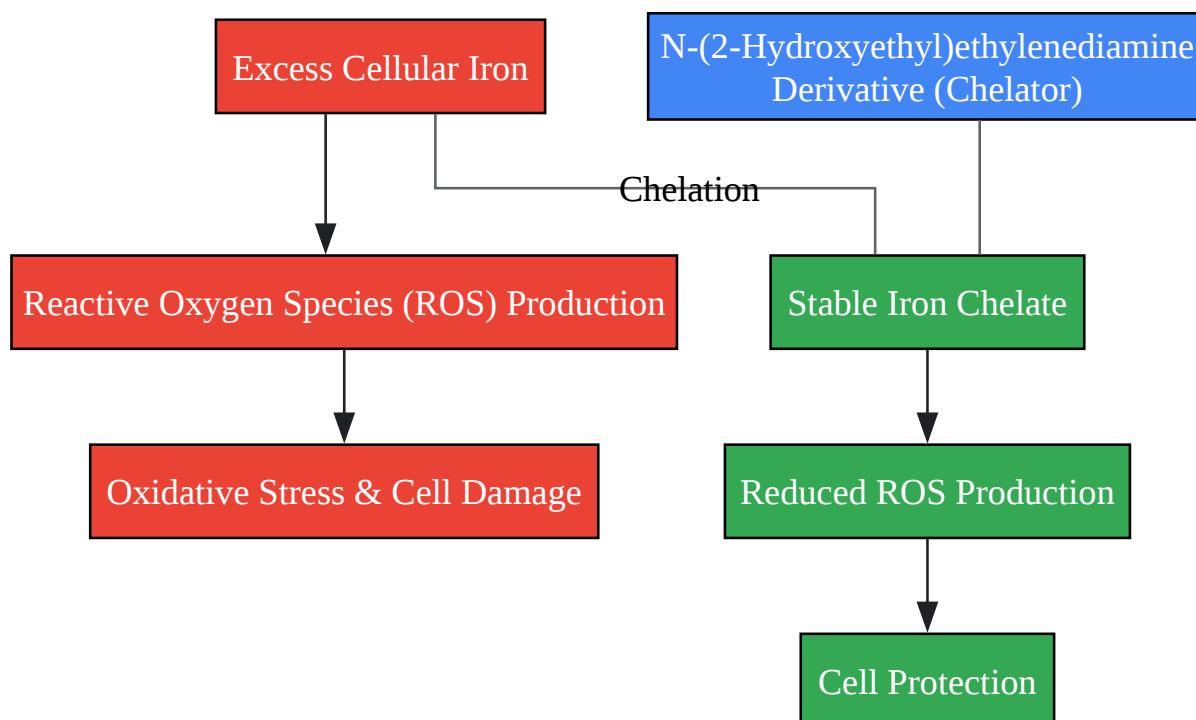 Excess Cellular Iron
N-(2-Hydroxyethyl)ethylenediamine
Derivative (Chelator)
Chelation
Reactive Oxygen Species (ROS) Production
Stable Iron Chelate
Oxidative Stress & Cell Damage
Reduced ROS Production
Cell Protection